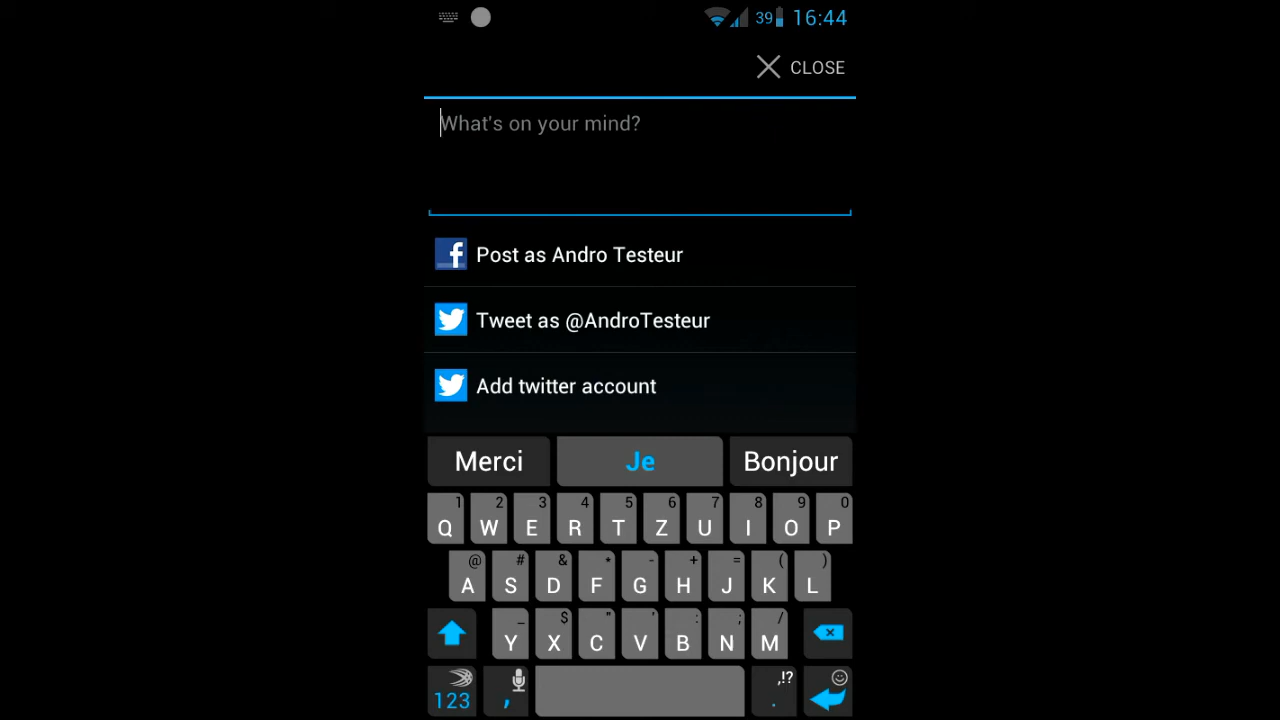 39 16:44
CLOSE
What's on your mind?
Post as Andro Testeur
Tweet as @AndroTesteur
Add twitter account
Merci Je Bonjour
1 2 3 4 5 6 7 8 9 0
Q W E R T Z U I O P
@ # & * - + = ( )
A S D F G H J K L
_ $ " ' : ; /
Y X C V B N M
,!?
123 , .